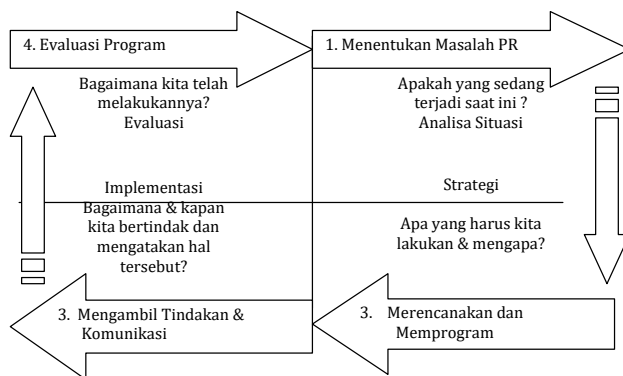 4. Evaluasi Program
1. Menentukan Masalah PR
Bagaimana kita telah
melakukannya?
Evaluasi
Apakah yang sedang
terjadi saat ini ?
Analisa Situasi
Implementasi
Bagaimana & kapan
kita bertindak dan
mengatakan hal
tersebut?
Strategi
Apa yang harus kita
lakukan & mengapa?
3. Mengambil Tindakan &
Komunikasi
3. Merencanakan dan
Memprogram